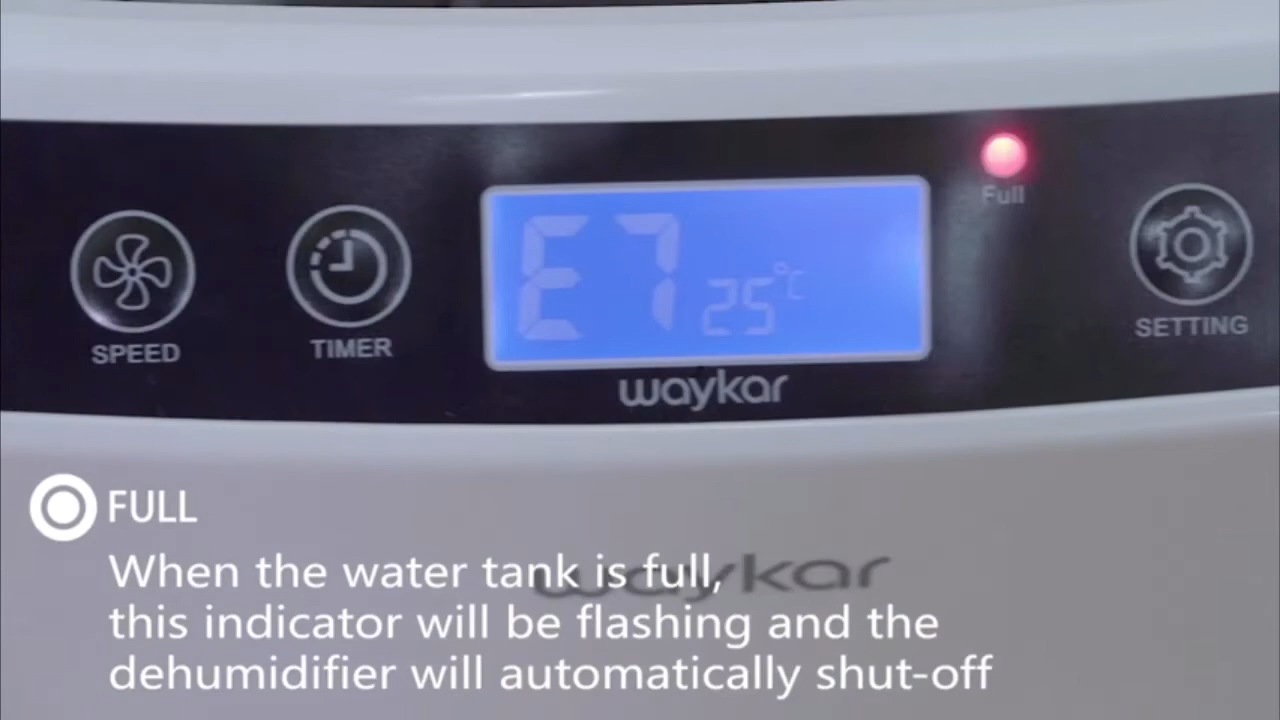 Full
E7 25°C
SPEED
TIMER
SETTING
waykar
FULL
waykar
When the water tank is full,
this indicator will be flashing and the
dehumidifier will automatically shut-off